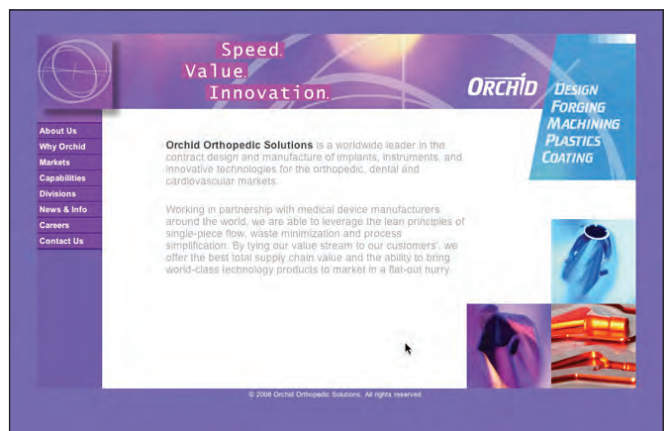 Speed.
Value.
Innovation.
ORCHID
DESIGN
FORGING
MACHINING
PLASTICS
COATING
About Us
Why Orchid
Markets
Capabilities
Divisions
News & Info
Careers
Contact Us
Orchid Orthopedic Solutions is a worldwide leader in the
contract design and manufacture of implants, instruments, and
innovative technologies for the orthopedic, dental and
cardiovascular markets.
Working in partnership with medical device manufacturers
around the world, we are able to leverage the lean principles of
single-piece flow, waste minimization and process
simplification. By tying our value stream to our customers', we
offer the best total supply chain value and the ability to bring
world-class technology products to market in a flat-out hurry.
© 2008 Orchid Orthopedic Solutions. All rights reserved.